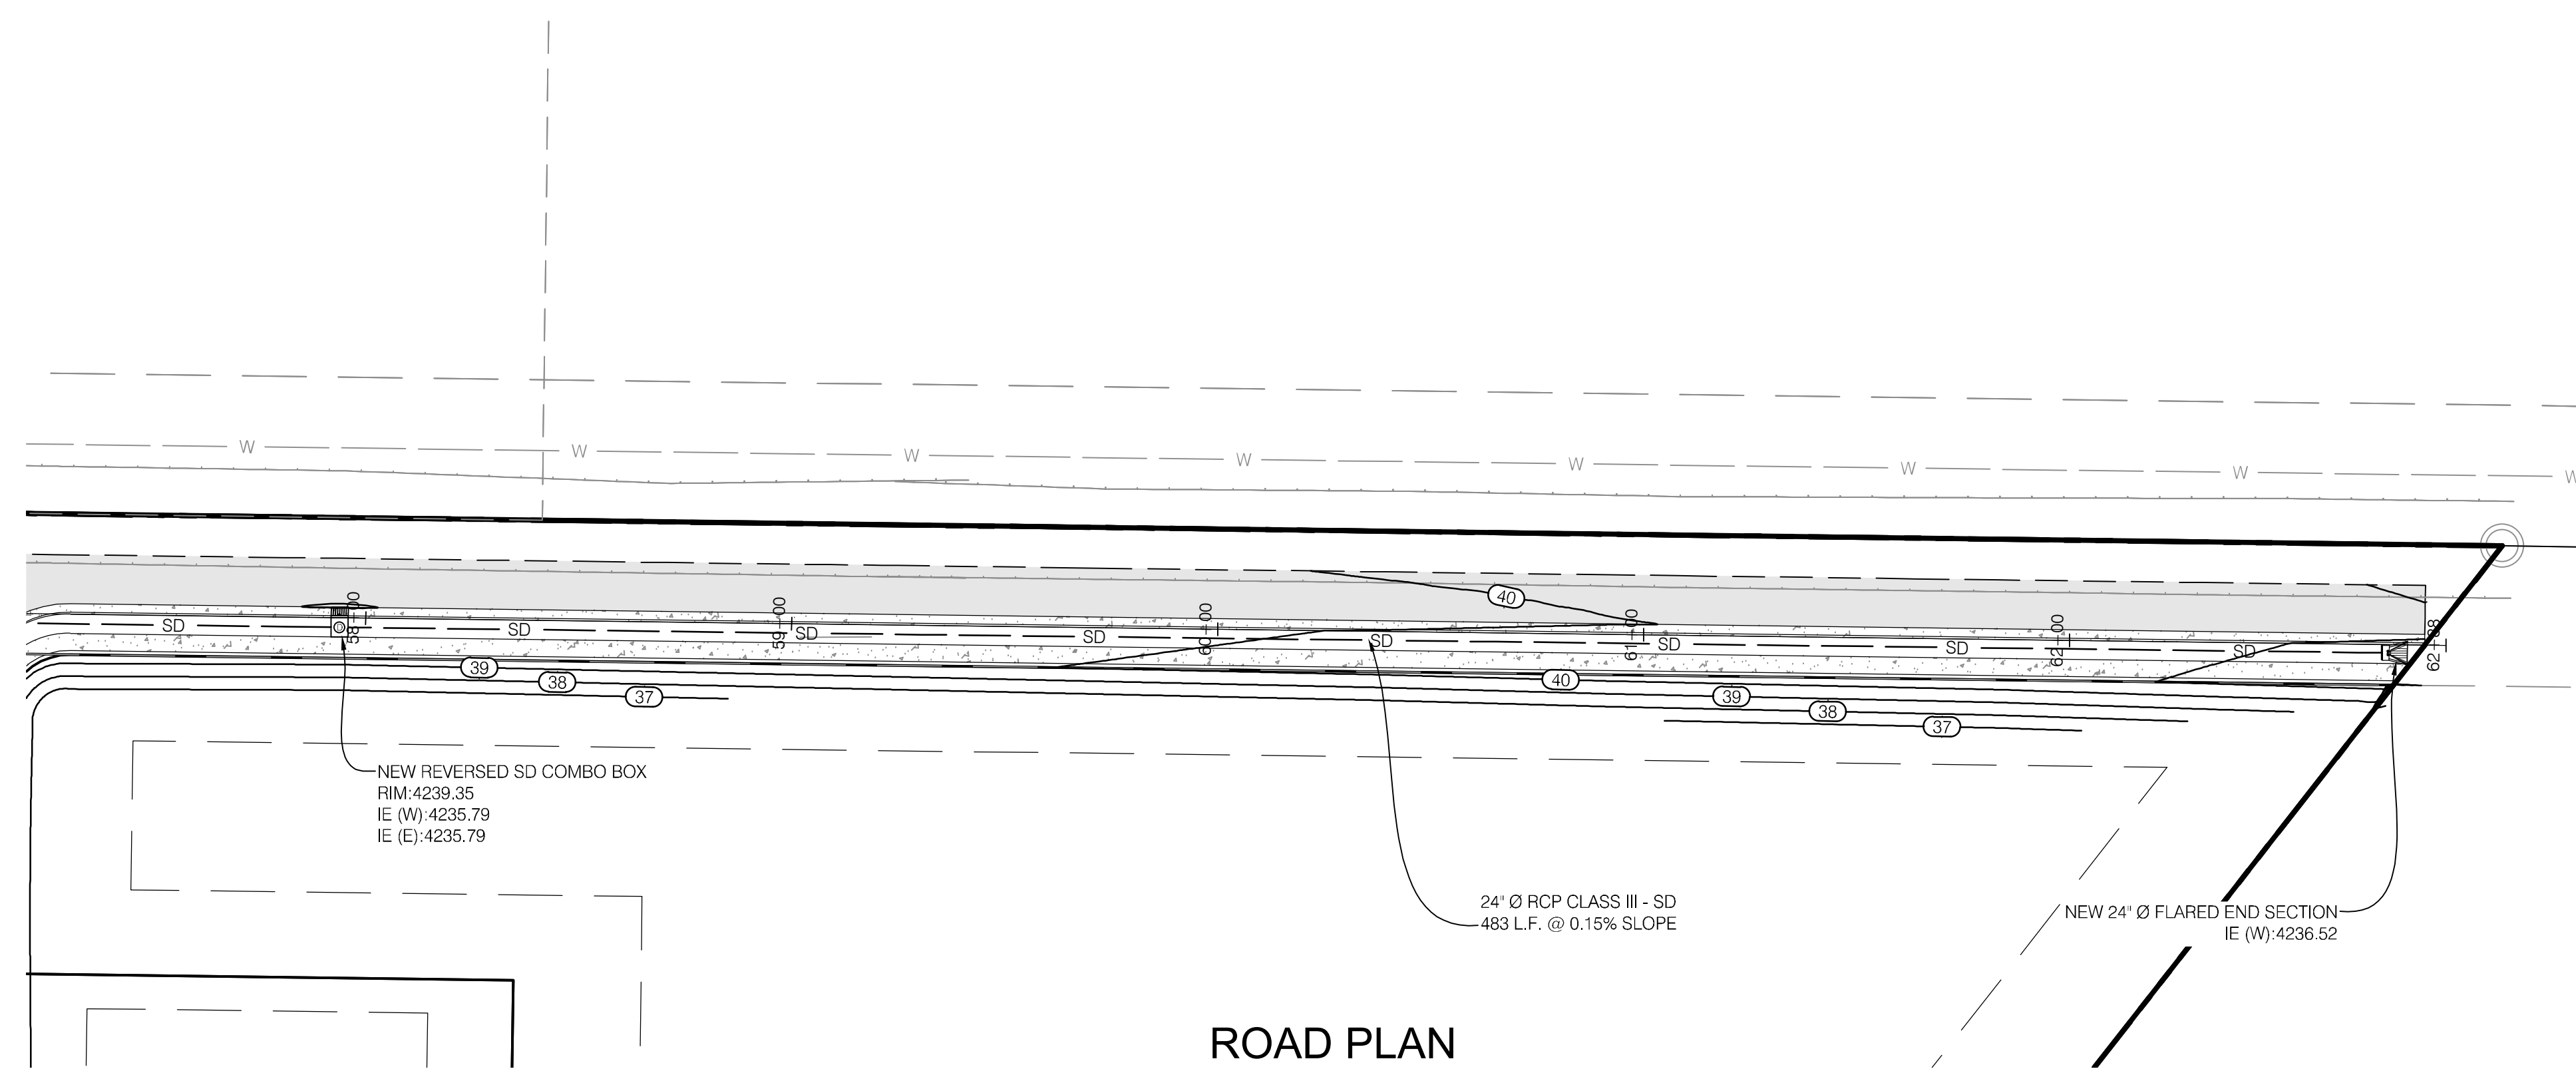 W W W W W W W W
40
58+00 59+00 60+00 61+00 62+00 62+88
SD SD SD SD SD SD SD SD
39 38 37
40 39 38 37
NEW REVERSED SD COMBO BOX
RIM:4239.35
IE (W):4235.79
IE (E):4235.79
24" Ø RCP CLASS III - SD
483 L.F. @ 0.15% SLOPE
NEW 24" Ø FLARED END SECTION
IE (W):4236.52
ROAD PLAN